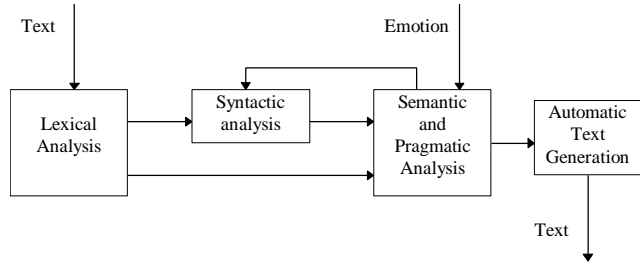 Text
Emotion
Lexical
Analysis
Syntactic
analysis
Semantic
and
Pragmatic
Analysis
Automatic
Text
Generation
Text